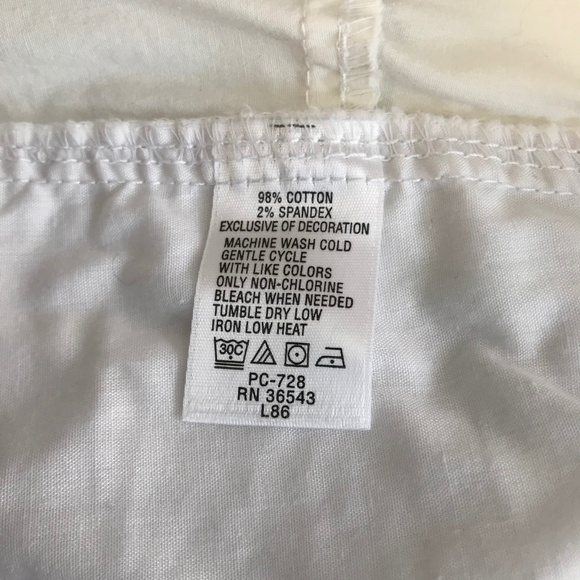 98% COTTON
2% SPANDEX
EXCLUSIVE OF DECORATION
MACHINE WASH COLD
GENTLE CYCLE
WITH LIKE COLORS
ONLY NON-CHLORINE
BLEACH WHEN NEEDED
TUMBLE DRY LOW
IRON LOW HEAT
30C
PC-728
RN 36543
L86